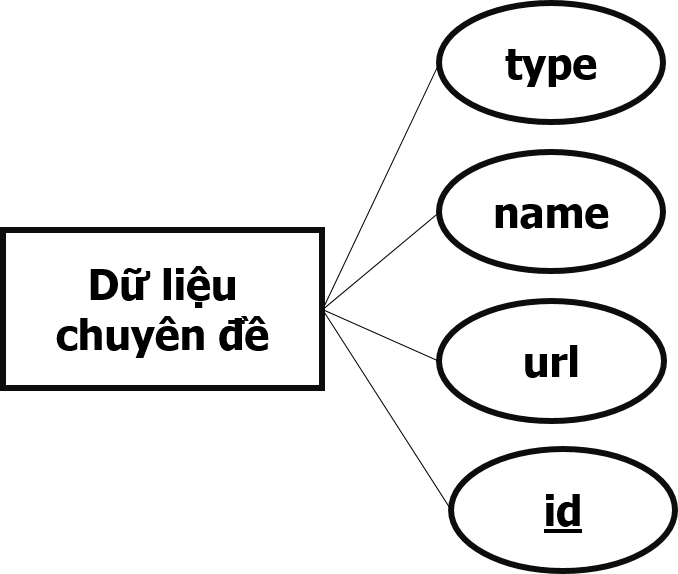 type
name
Dữ liệu
chuyên đề
url
id